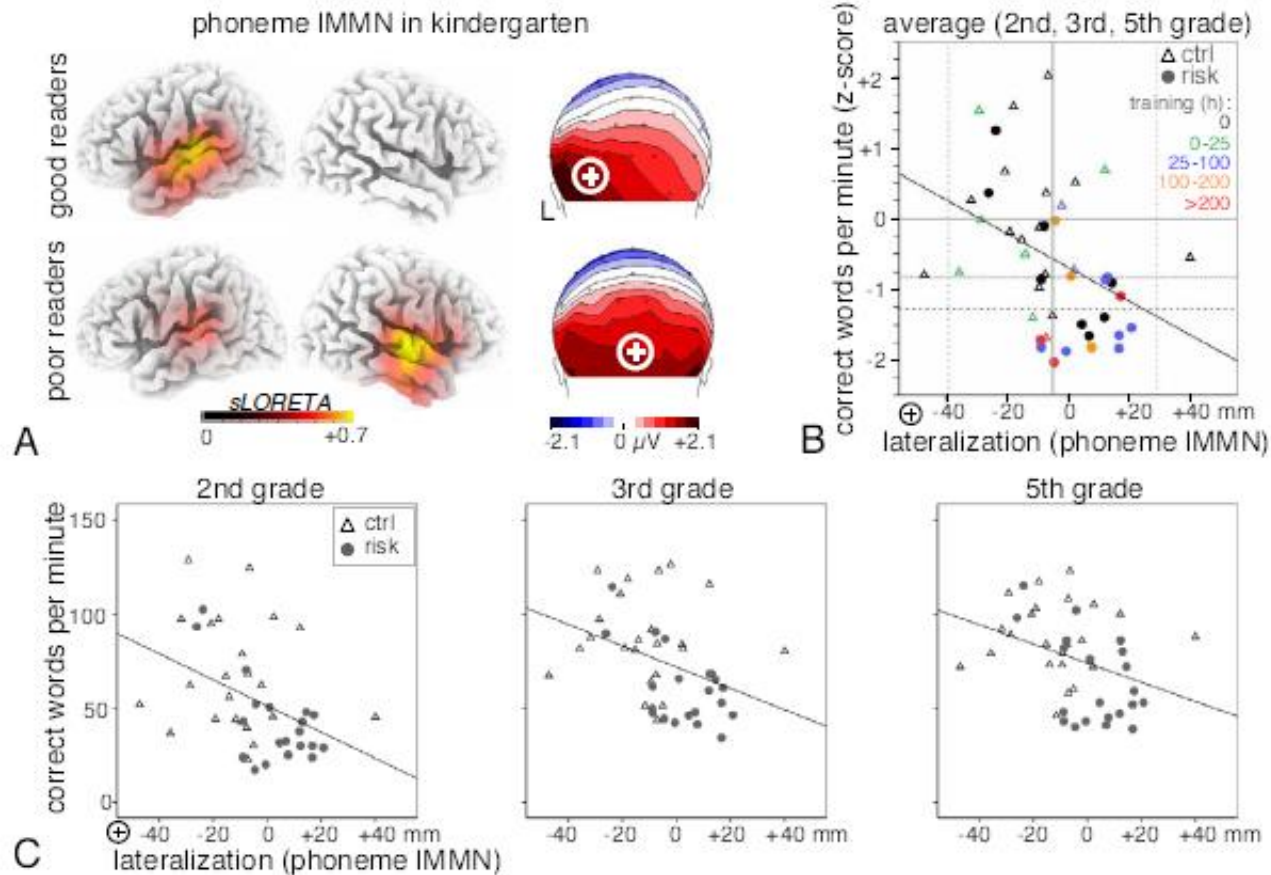 phoneme IMMN in kindergarten
good readers
L
poor readers
sLORETA
0
+0.7
-2.1 0 µV +2.1
A
average (2nd, 3rd, 5th grade)
correct words per minute (z-score)
ctrl
risk
training (h):
0
0-25
25-100
100-200
>200
+2
+1
0
-1
-2
-40 -20 0 +20 +40 mm
lateralization (phoneme IMMN)
B
2nd grade
correct words per minute
ctrl
risk
150
100
50
0
-40 -20 0 +20 +40 mm
lateralization (phoneme IMMN)
3rd grade
-40 -20 0 +20 +40 mm
5th grade
-40 -20 0 +20 +40 mm
C